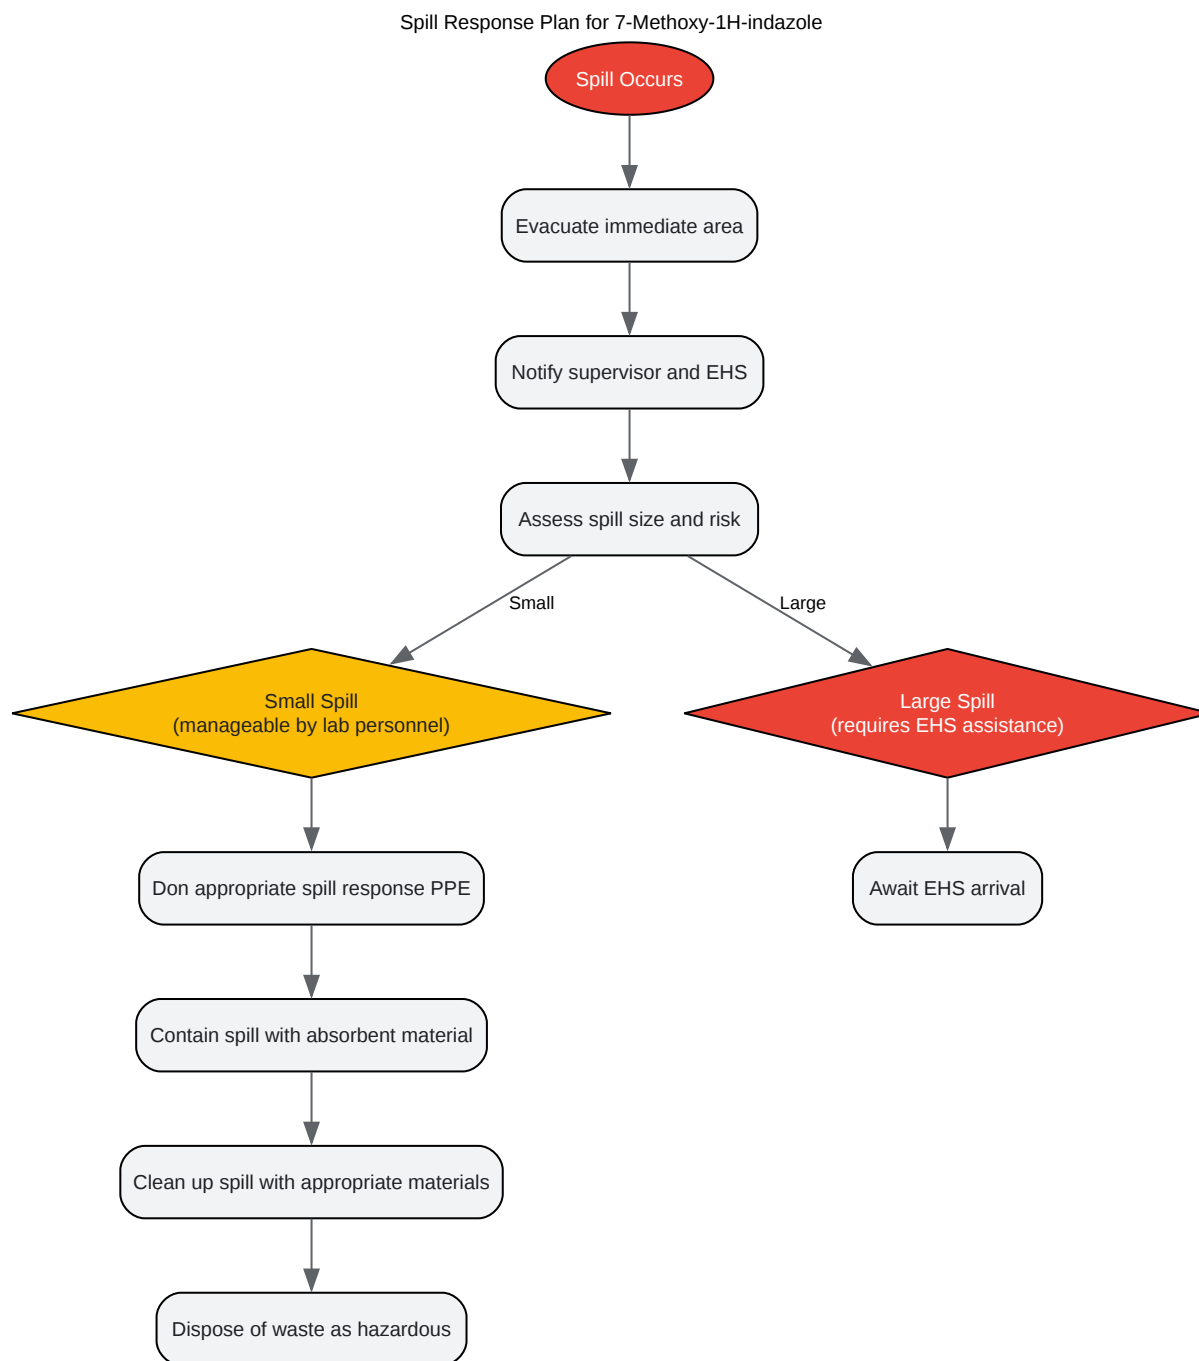 Spill Response Plan for 7-Methoxy-1H-indazole
Spill Occurs
Evacuate immediate area
Notify supervisor and EHS
Assess spill size and risk
Small
Large
Small Spill
(manageable by lab personnel)
Large Spill
(requires EHS assistance)
Don appropriate spill response PPE
Await EHS arrival
Contain spill with absorbent material
Clean up spill with appropriate materials
Dispose of waste as hazardous